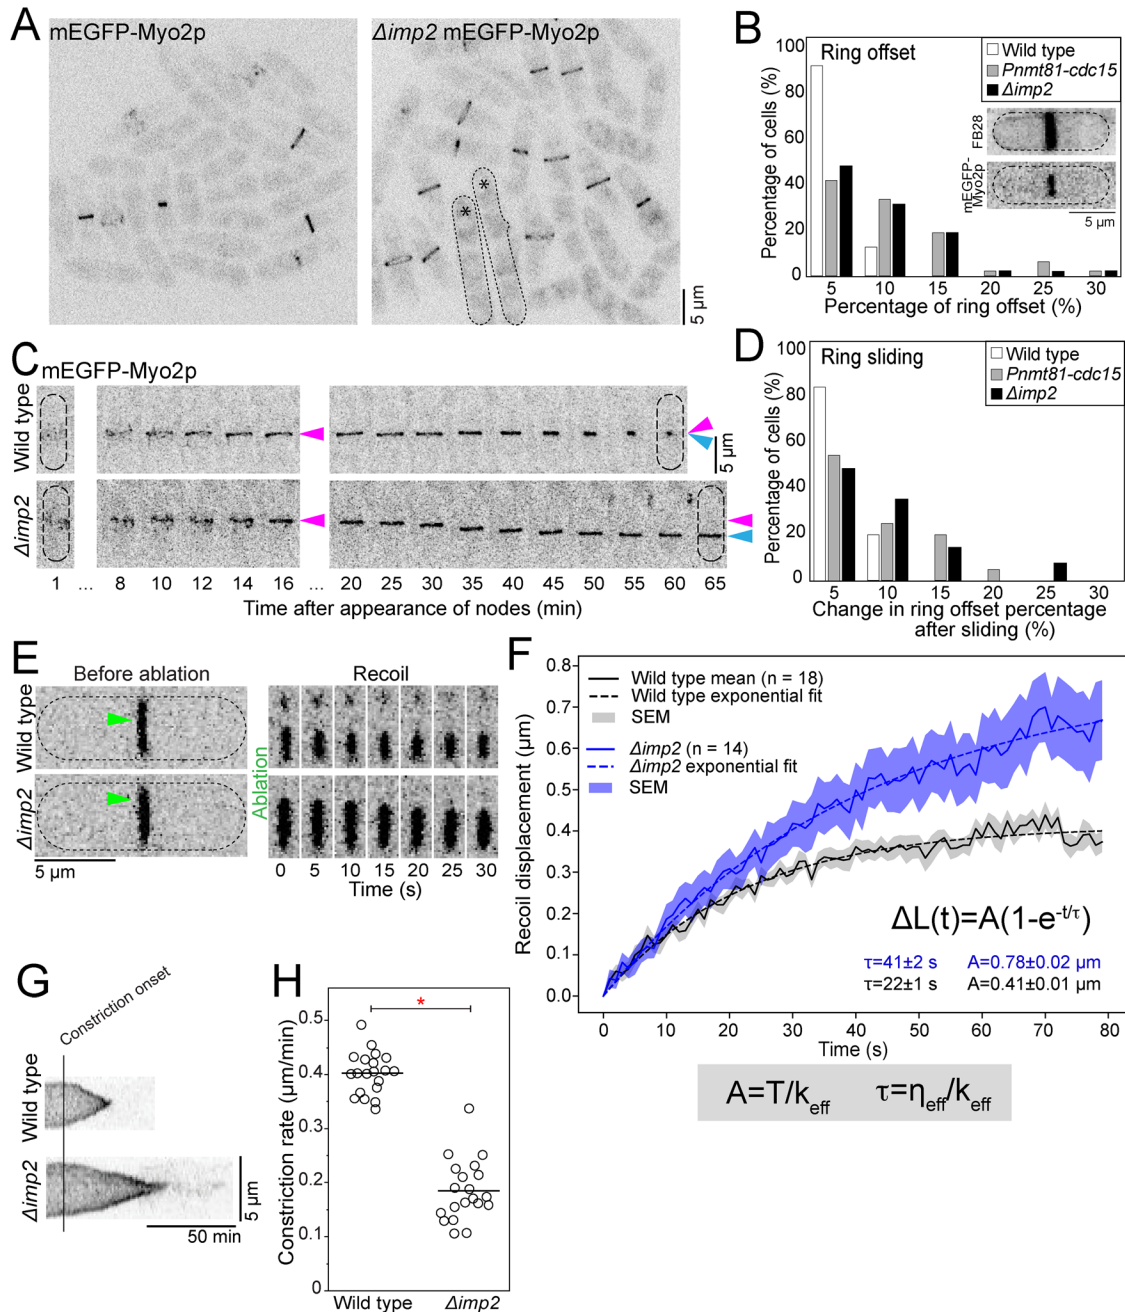 A
mEGFP-Myo2p
Δimp2 mEGFP-Myo2p
*
*
5 µm
B
Ring offset
Wild type
Pnmt81-cdc15
Δimp2
FB28
mEGFP-
Myo2p
5 µm
Percentage of cells (%)
100
80
60
40
20
0
5 10 15 20 25 30
Percentage of ring offset (%)
C
mEGFP-Myo2p
Wild type
Δimp2
5 µm
1 ... 8 10 12 14 16 ... 20 25 30 35 40 45 50 55 60 65
Time after appearance of nodes (min)
D
Ring sliding
Wild type
Pnmt81-cdc15
Δimp2
Percentage of cells (%)
100
80
60
40
20
0
5 10 15 20 25 30
Change in ring offset percentage
after sliding (%)
E
Before ablation
Recoil
Wild type
Δimp2
Ablation
5 µm
0 5 10 15 20 25 30
Time (s)
F
Recoil displacement (µm)
0.8
0.7
0.6
0.5
0.4
0.3
0.2
0.1
0.0
Wild type mean (n = 18)
Wild type exponential fit
SEM
Δimp2 (n = 14)
Δimp2 exponential fit
SEM
ΔL(t)=A(1-e-t/τ)
τ=41±2 s A=0.78±0.02 µm
τ=22±1 s A=0.41±0.01 µm
0 10 20 30 40 50 60 70 80
Time (s)
A=T/keff τ=ηeff/keff
G
Constriction onset
Wild type
Δimp2
5 µm
50 min
H
*
Constriction rate (µm/min)
0.5
0.4
0.3
0.2
0.1
0
Wild type Δimp2